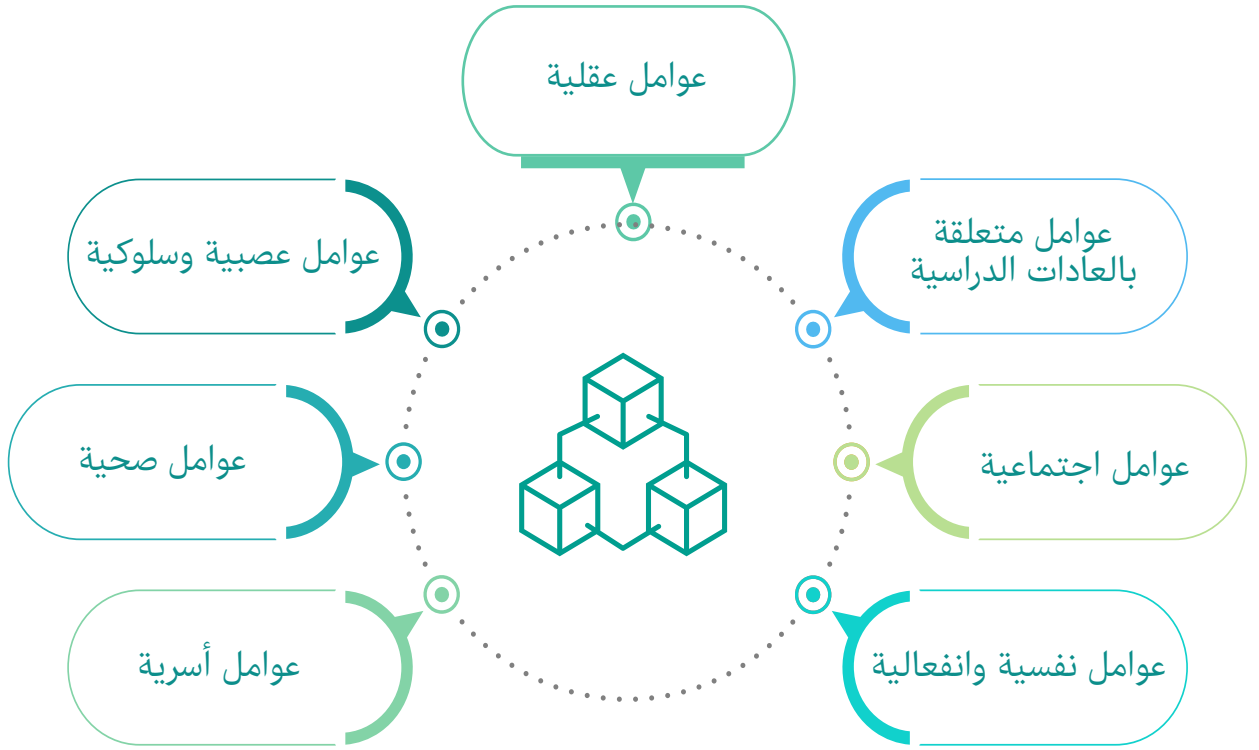 عوامل عقلية
عوامل متعلقة
بالعادات الدراسية
عوامل عصبية وسلوكية
عوامل اجتماعية
عوامل صحية
عوامل نفسية وانفعالية
عوامل أسرية